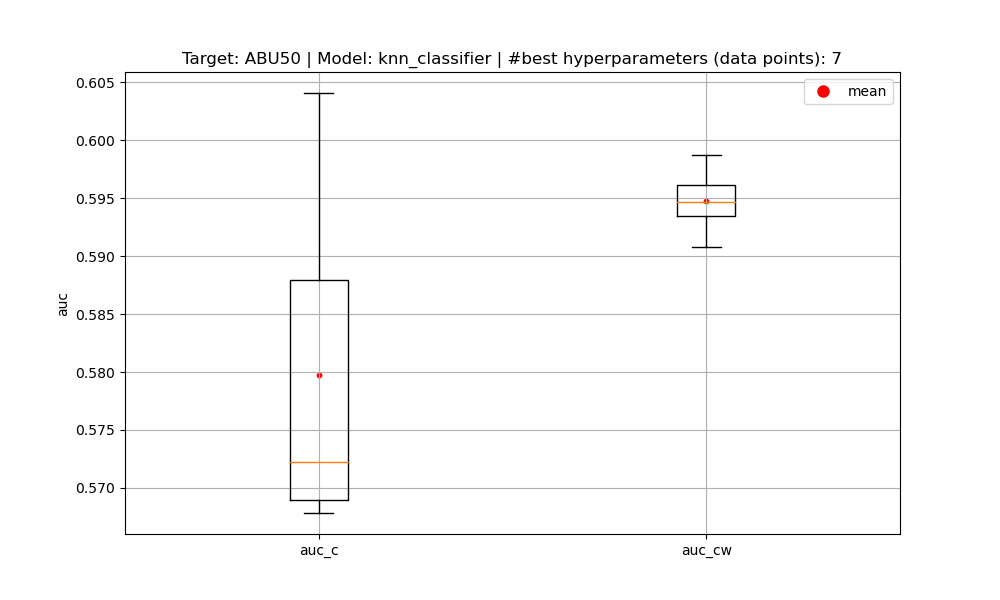 Target: ABU50 | Model: knn_classifier | #best hyperparameters (data points): 7
mean
0.605
0.600
0.595
0.590
0.585
0.580
0.575
0.570
auc
auc_c
auc_cw